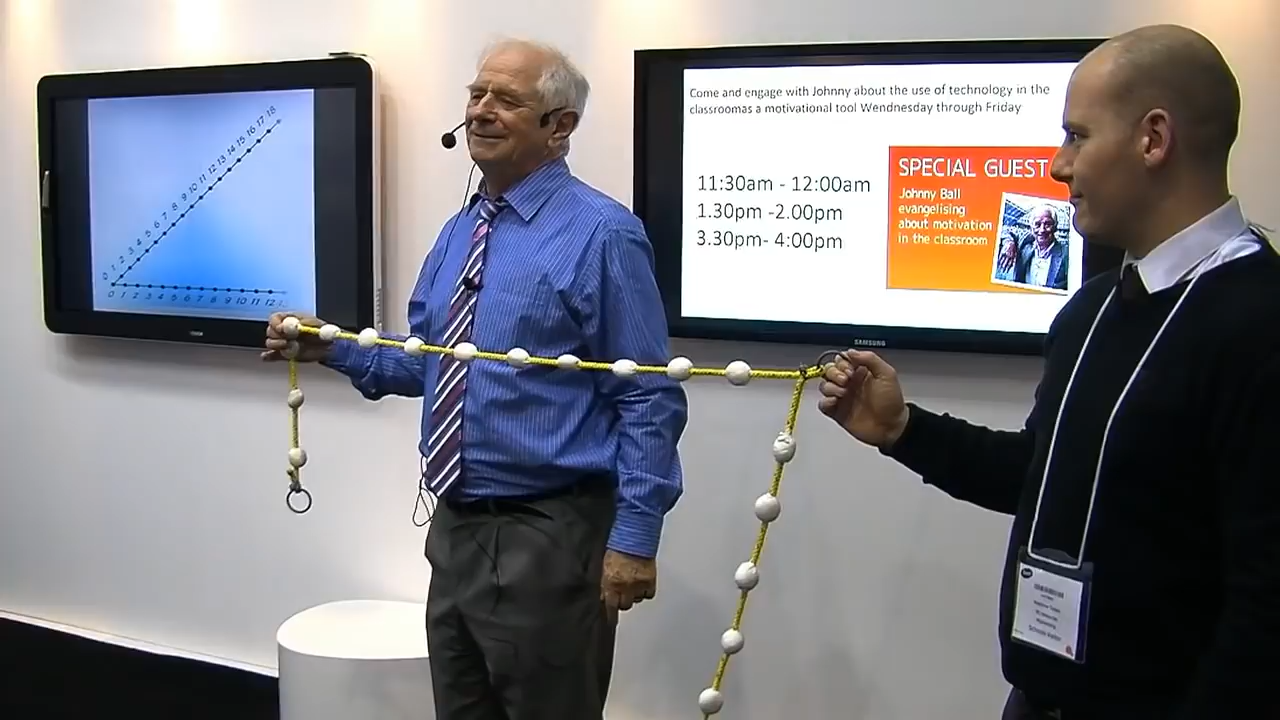 0 1 2 3 4 5 6 7 8 9 10 11 12 13 14 15 16 17 18
0 1 2 3 4 5 6 7 8 9 10 11 12
Come and engage with Johnny about the use of technology in the
classroomas a motivational tool Wendnesday through Friday
11:30am - 12:00am
1.30pm -2.00pm
3.30pm- 4:00pm
SPECIAL GUEST
Johnny Ball
evangelising
about motivation
in the classroom
SAMSUNG